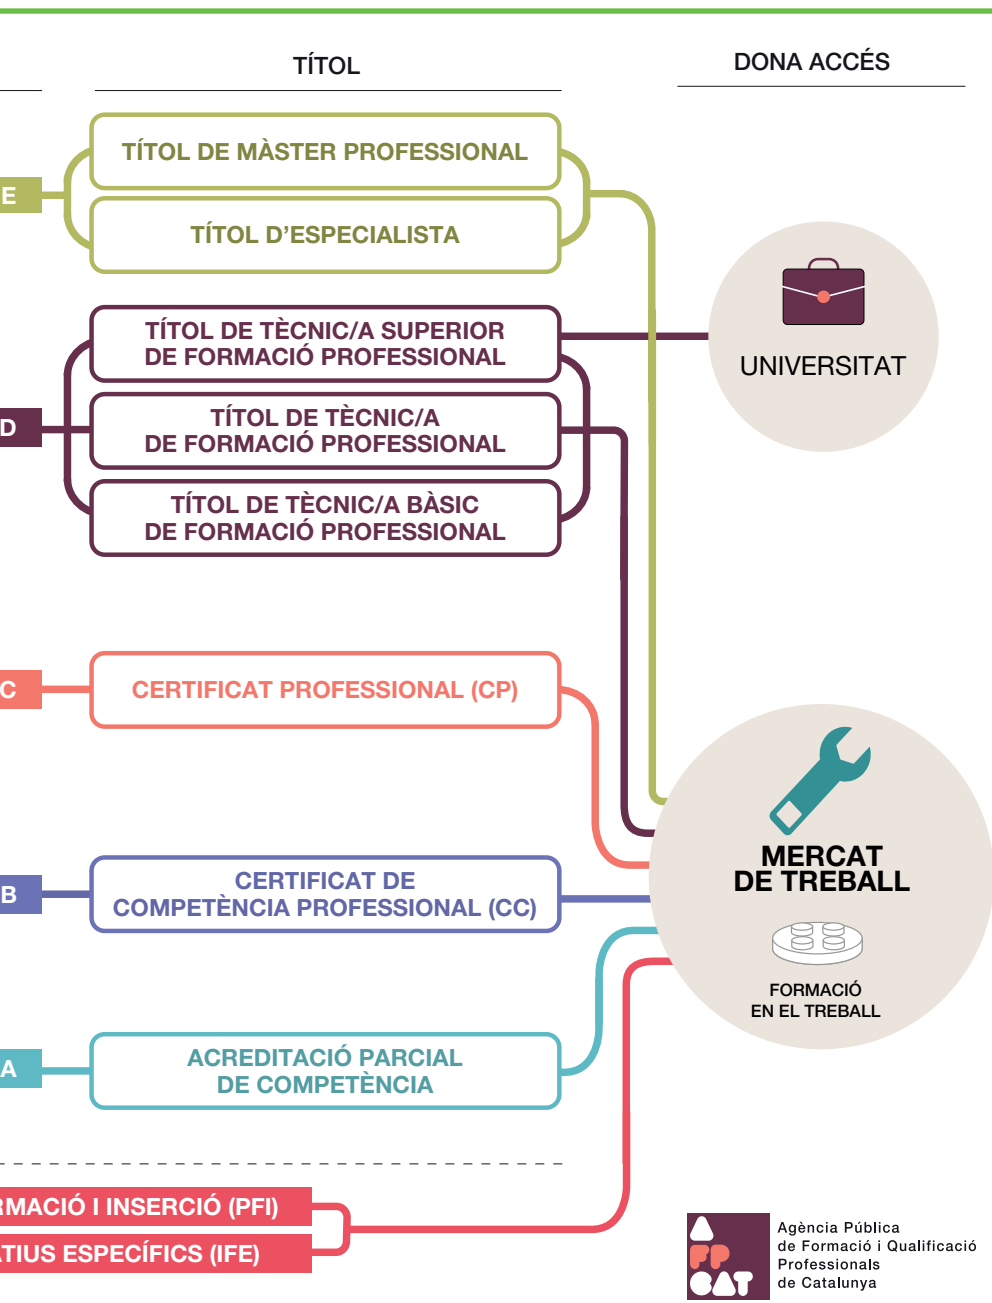 TÍTOL
DONA ACCÉS
E
TÍTOL DE MÀSTER PROFESSIONAL
TÍTOL D'ESPECIALISTA
UNIVERSITAT
D
TÍTOL DE TÈCNIC/A SUPERIOR
DE FORMACIÓ PROFESSIONAL
TÍTOL DE TÈCNIC/A
DE FORMACIÓ PROFESSIONAL
TÍTOL DE TÈCNIC/A BÀSIC
DE FORMACIÓ PROFESSIONAL
C
CERTIFICAT PROFESSIONAL (CP)
B
CERTIFICAT DE
COMPETÈNCIA PROFESSIONAL (CC)
MERCAT
DE TREBALL
FORMACIÓ
EN EL TREBALL
A
ACREDITACIÓ PARCIAL
DE COMPETÈNCIA
RMACIÓ I INSERCIÓ (PFI)
ATIUS ESPECÍFICS (IFE)
A
FP
CAT
Agència Pública
de Formació i Qualificació
Professionals
de Catalunya